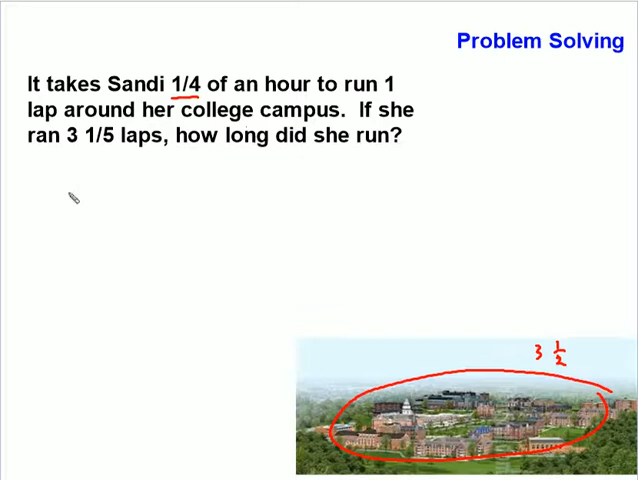 Problem Solving
It takes Sandi 1/4 of an hour to run 1
lap around her college campus.  If she
ran 3 1/5 laps, how long did she run?
3 1/2